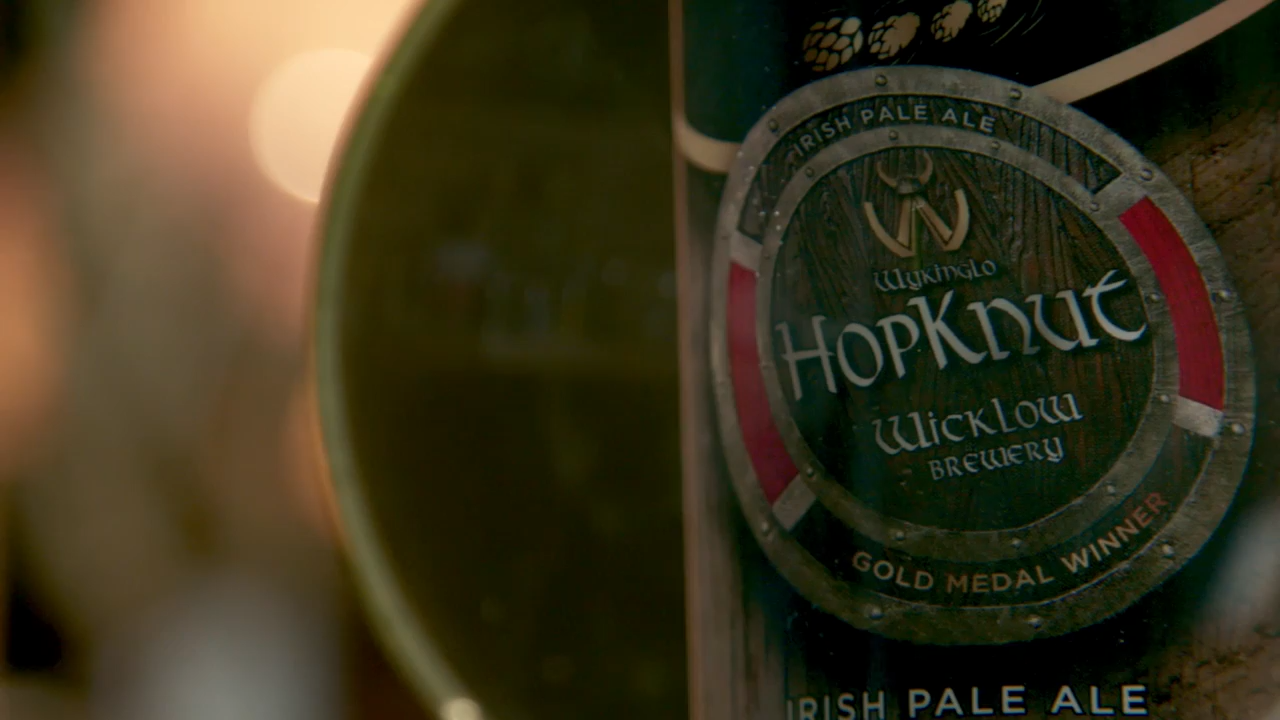 IRISH PALE ALE
WYKINGLO
HOPKNUT
WICKLOW
BREWERY
GOLD MEDAL WINNER
IRISH PALE ALE